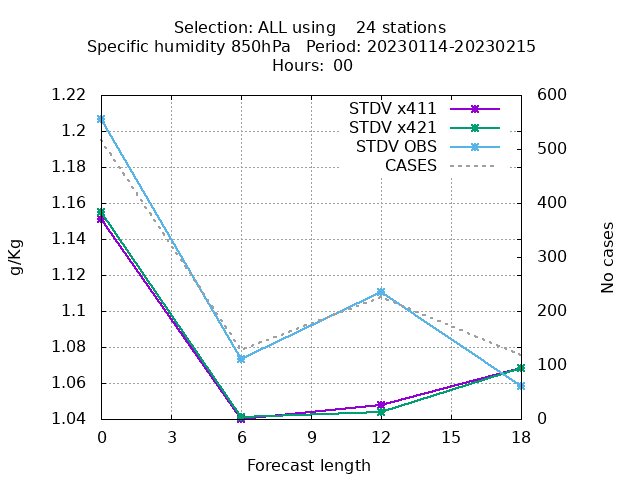 Selection: ALL using    24 stations
Specific humidity 850hPa   Period: 20230114-20230215
Hours:  00
1.22
1.2
1.18
1.16
1.14
1.12
1.1
1.08
1.06
1.04
g/Kg
STDV x411
STDV x421
STDV OBS
CASES
600
500
400
300
200
100
0
No cases
0 3 6 9 12 15 18
Forecast length